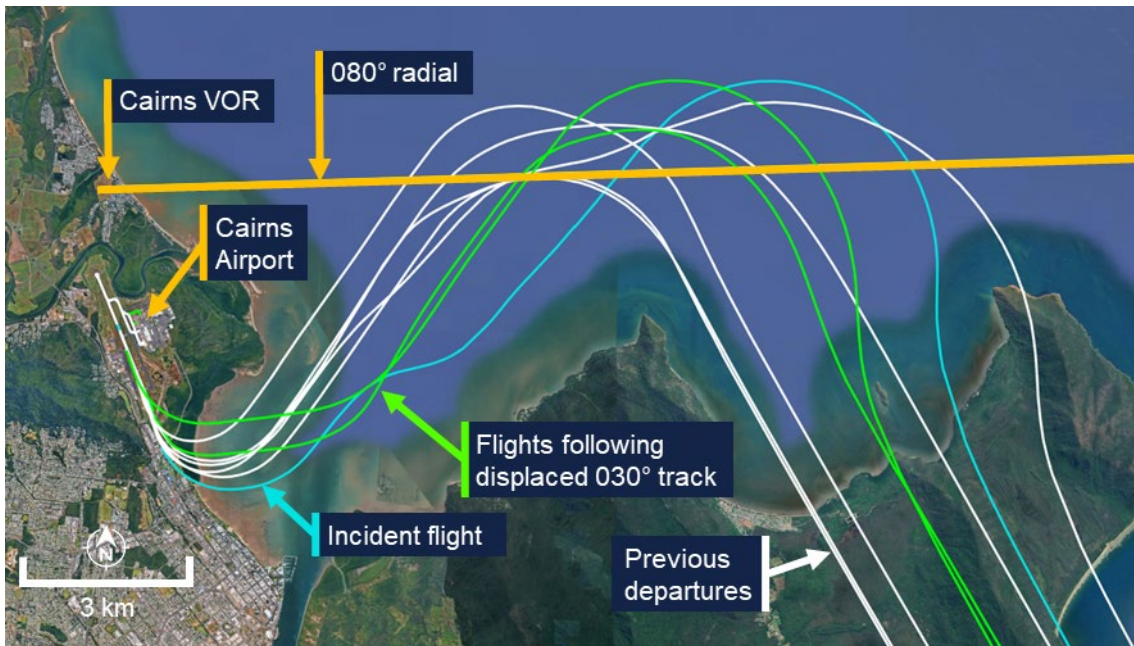 080° radial
Cairns VOR
Cairns
Airport
Flights following
displaced 030° track
Incident flight
Previous
departures
N
3 km